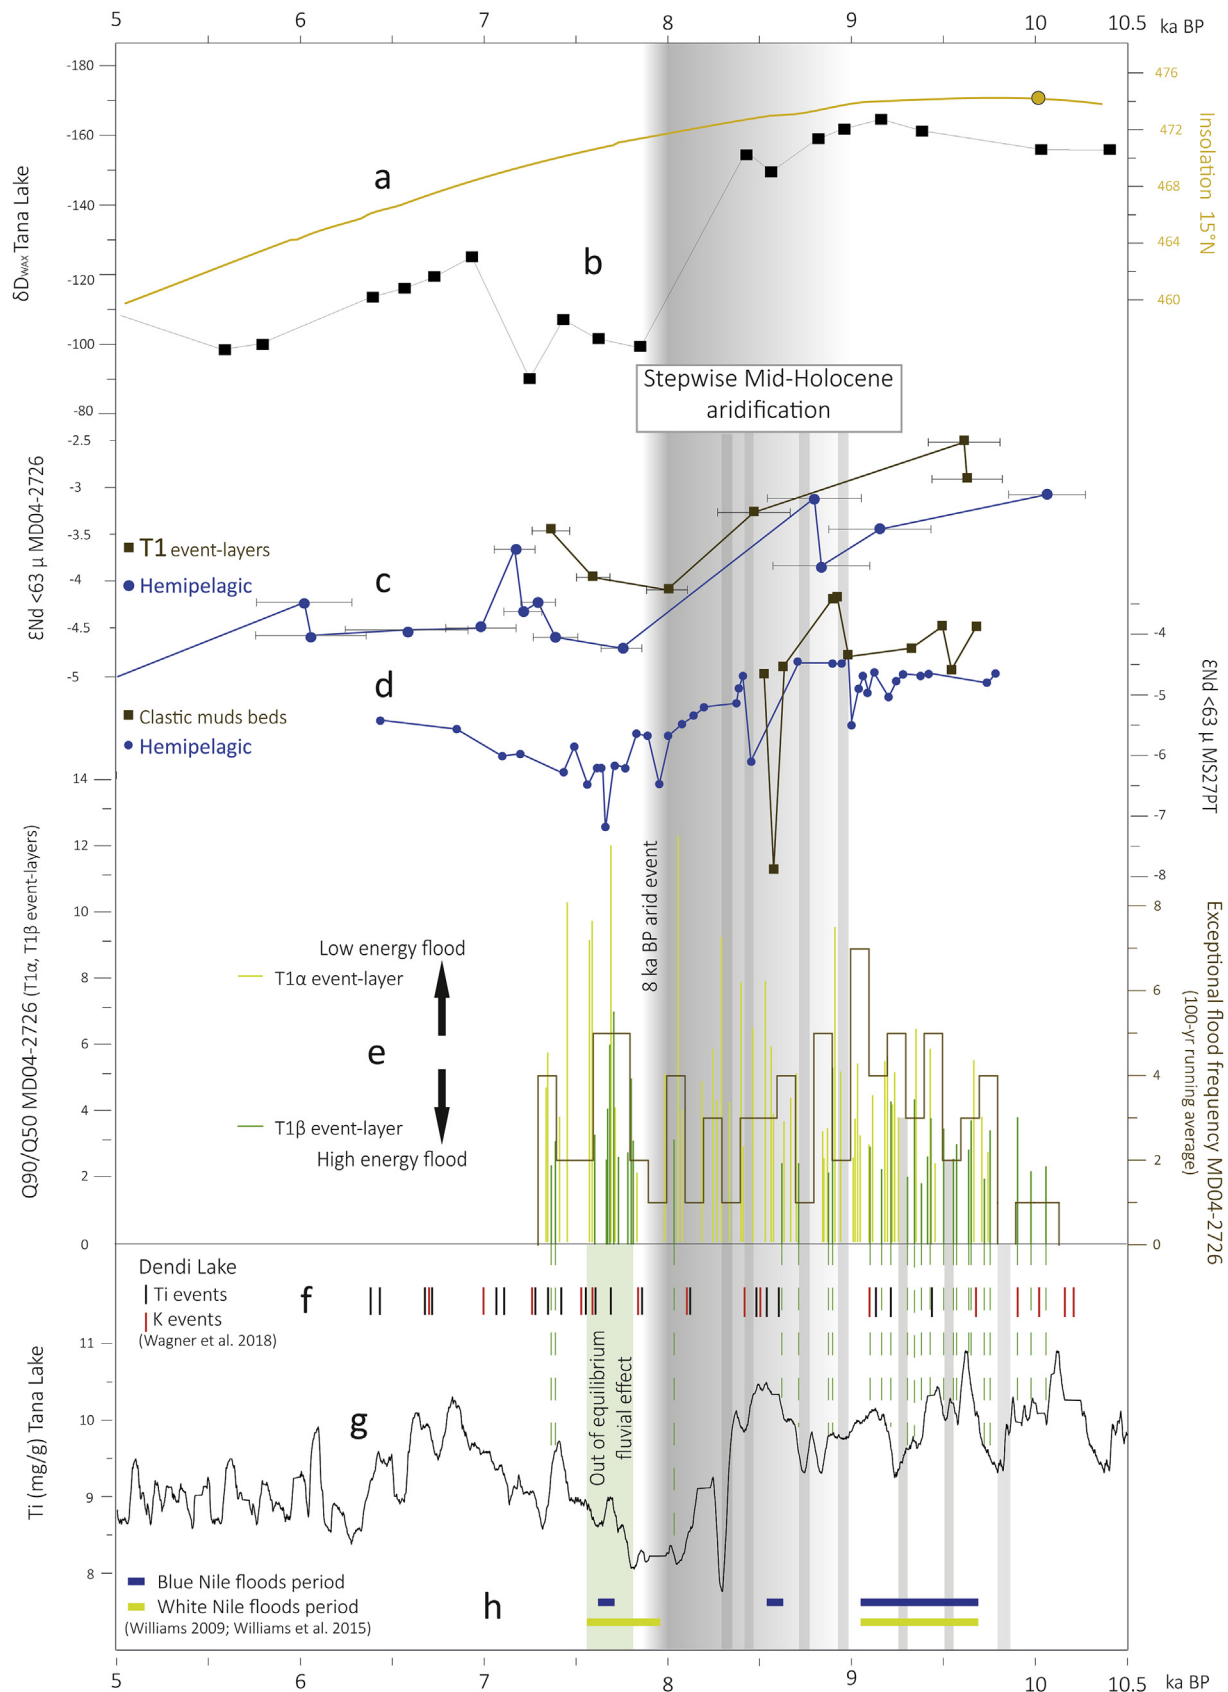 5 6 7 8 9 10 10.5 ka BP
-180
-160
-140
-120
-100
-80
δD WAX Tana Lake
476
472
468
464
460
Insolation 15°N
a
b
Stepwise Mid-Holocene
aridification
-2.5
-3
-3.5
-4
-4.5
-5
ƐNd <63 µ MD04-2726
T1 event-layers
Hemipelagic
c
d
Clastic muds beds
Hemipelagic
-4
-5
-6
-7
-8
ƐNd <63 µ MS27PT
14
12
10
8
6
4
2
0
Q90/Q50 MD04-2726 (T1α, T1β event-layers)
8 ka BP arid event
Low energy flood
T1α event-layer
e
T1β event-layer
High energy flood
8
6
4
2
0
Exceptional flood frequency MD04-2726
(100-yr running average)
Dendi Lake
Ti events
K events
(Wagner et al. 2018)
f
11
10
9
8
Ti (mg/g) Tana Lake
g
Out of equilibrium
fluvial effect
Blue Nile floods period
White Nile floods period
(Williams 2009; Williams et al. 2015)
h
5 6 7 8 9 10 10.5 ka BP